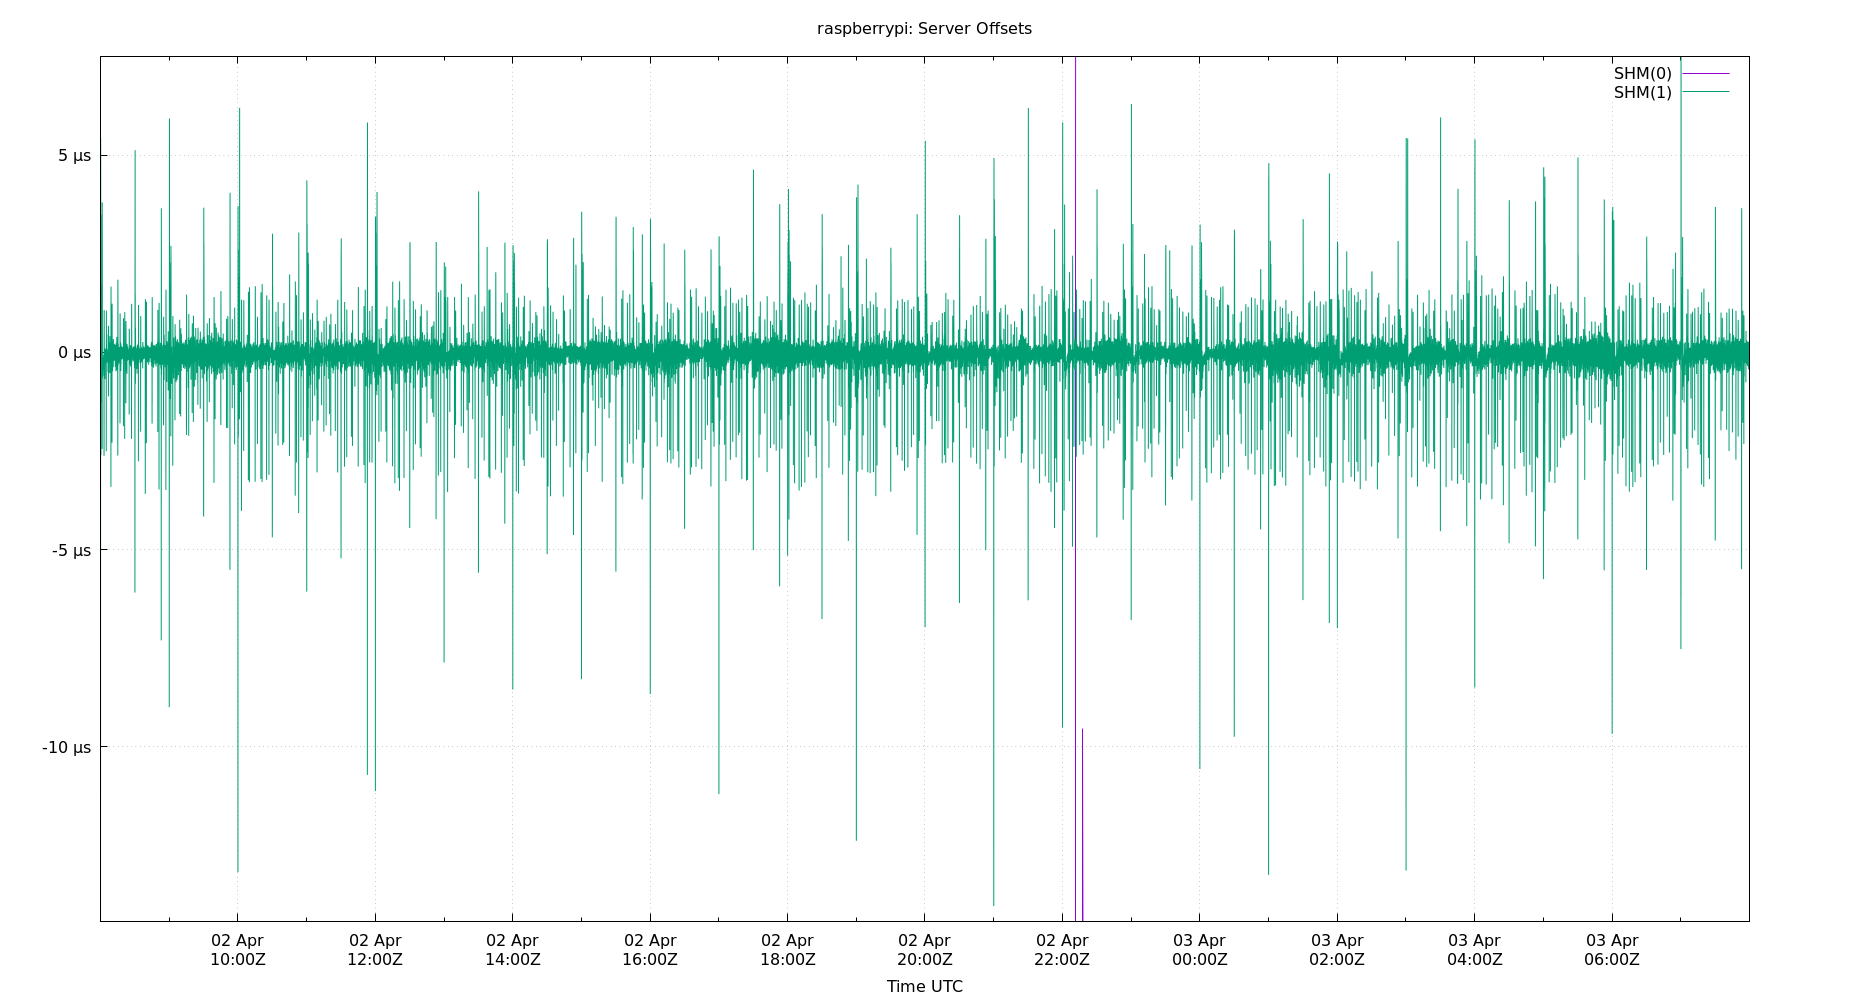 raspberrypi: Server Offsets
SHM(0)
SHM(1)
5 µs
0 µs
-5 µs
-10 µs
02 Apr 02 Apr 02 Apr 02 Apr 02 Apr 02 Apr 02 Apr 03 Apr 03 Apr 03 Apr 03 Apr
10:00Z 12:00Z 14:00Z 16:00Z 18:00Z 20:00Z 22:00Z 00:00Z 02:00Z 04:00Z 06:00Z
Time UTC